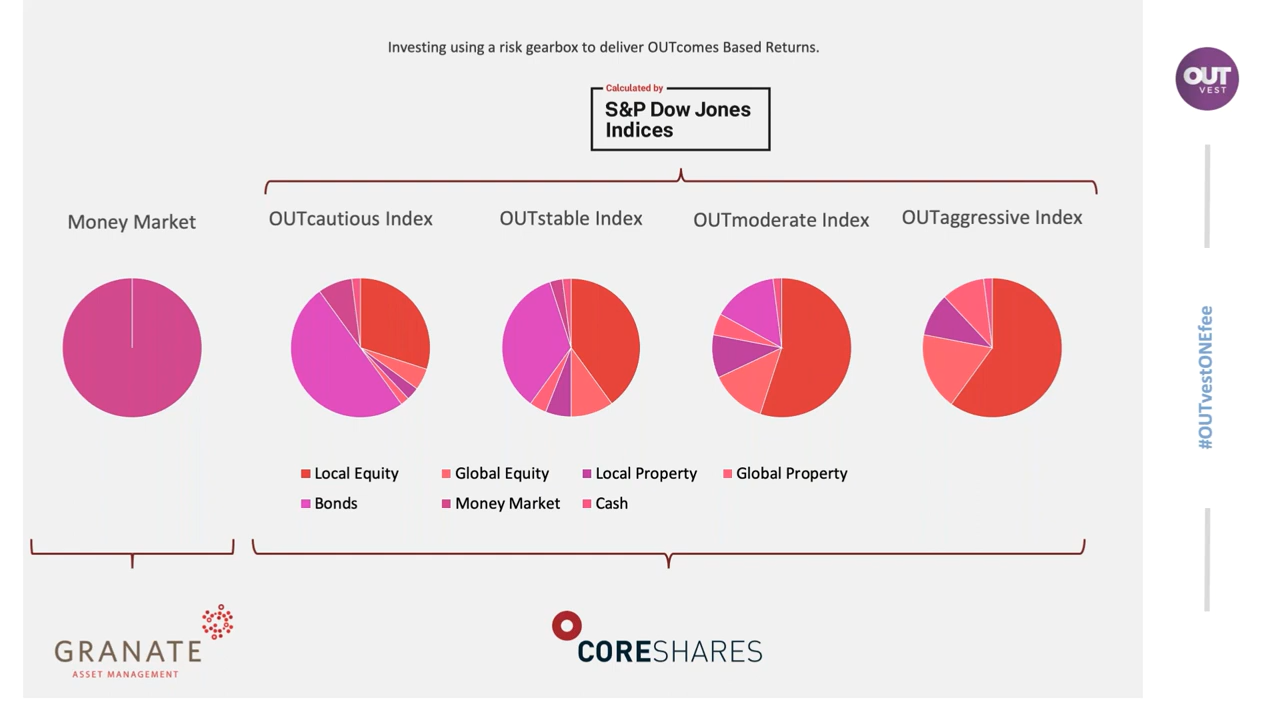 Investing using a risk gearbox to deliver OUTcomes Based Returns.
OUT
VEST
Calculated by
S&P Dow Jones
Indices
Money Market
OUTcautious Index
OUTstable Index
OUTmoderate Index
OUTaggressive Index
#OUTvestONEfee
Local Equity
Global Equity
Local Property
Global Property
Bonds
Money Market
Cash
GRANATE
ASSET MANAGEMENT
CORESHARES